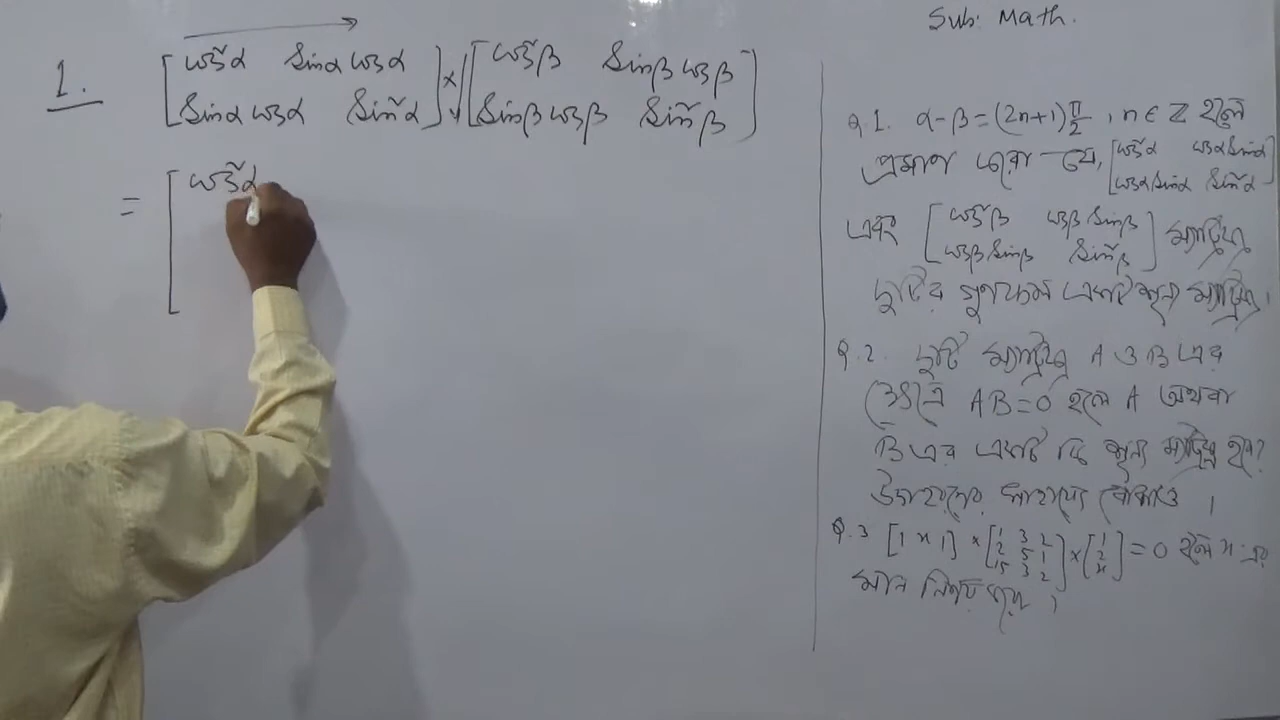 Sub: Math.
1. [cos²α sinα cosα] × [cos²β sinβ cosβ]
[sinα cosα sin²α] [sinβ cosβ sin²β]
= [cos²α
Q.1. α-β=(2n+1)π/2, n∈Z হলে
প্রমাণ করো যে, [cos²α cosα sinα]
[cosα sinα sin²α]
এবং [cos²β cosβ sinβ] ম্যাট্রিক্স
[cosβ sinβ sin²β]
দুটির গুণফল একটি শূন্য ম্যাট্রিক্স।
Q.2. দুটি ম্যাট্রিক্স A ও B এর
ক্ষেত্রে AB=0 হলে A অথবা
B এর একটি কি শূন্য ম্যাট্রিক্স হবে?
উদাহরণের সাহায্যে বোঝাও।
Q.3 [1 x 1] × [1 3 2] × [1] = 0 হলে x-এর
[2 5 1] [2]
[15 3 2] [x]
মান নির্ণয় করো।